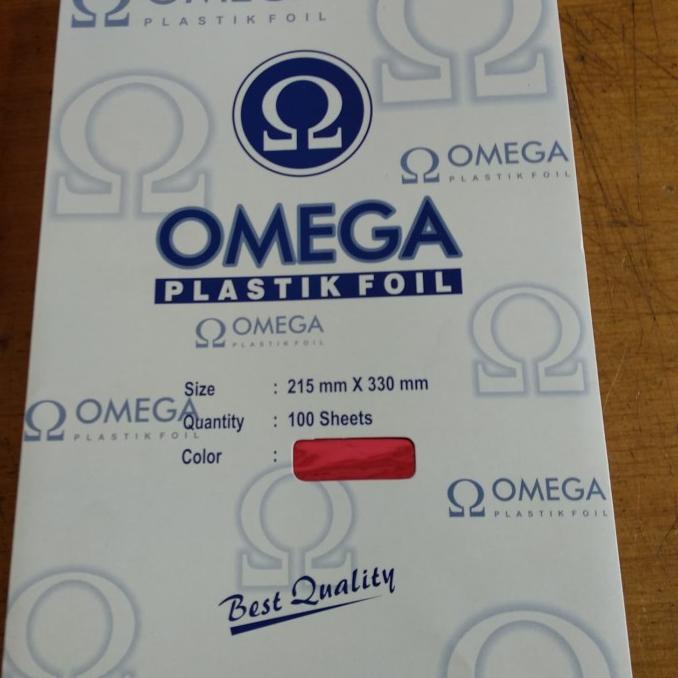 PLASTIK FOIL
Ω
OMEGA
PLASTIK FOIL
OMEGA
PLASTIK FOIL
OMEGA
PLASTIK FOIL
Size : 215 mm X 330 mm
OMEGA
PLASTIK FOIL
Quantity : 100 Sheets
Color :
OMEGA
PLASTIK FOIL
Best Quality